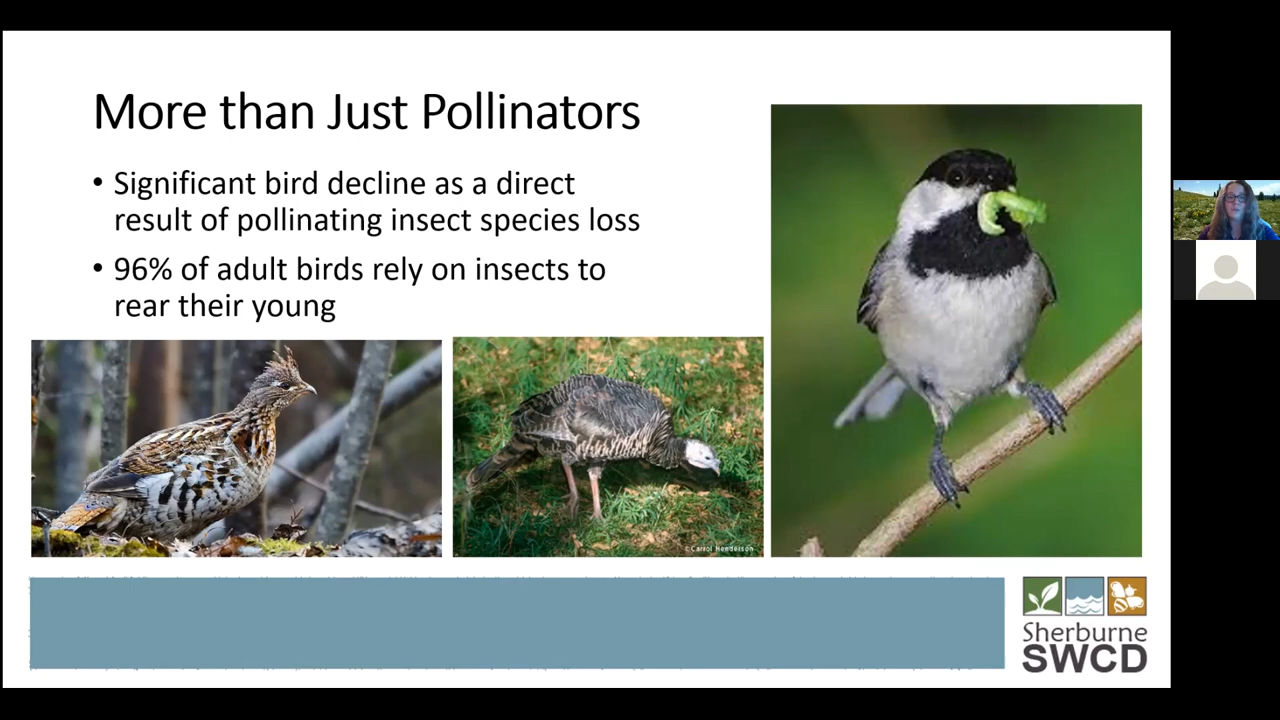 More than Just Pollinators
• Significant bird decline as a direct
result of pollinating insect species loss
• 96% of adult birds rely on insects to
rear their young
©Carrol Henderson
Sherburne
SWCD